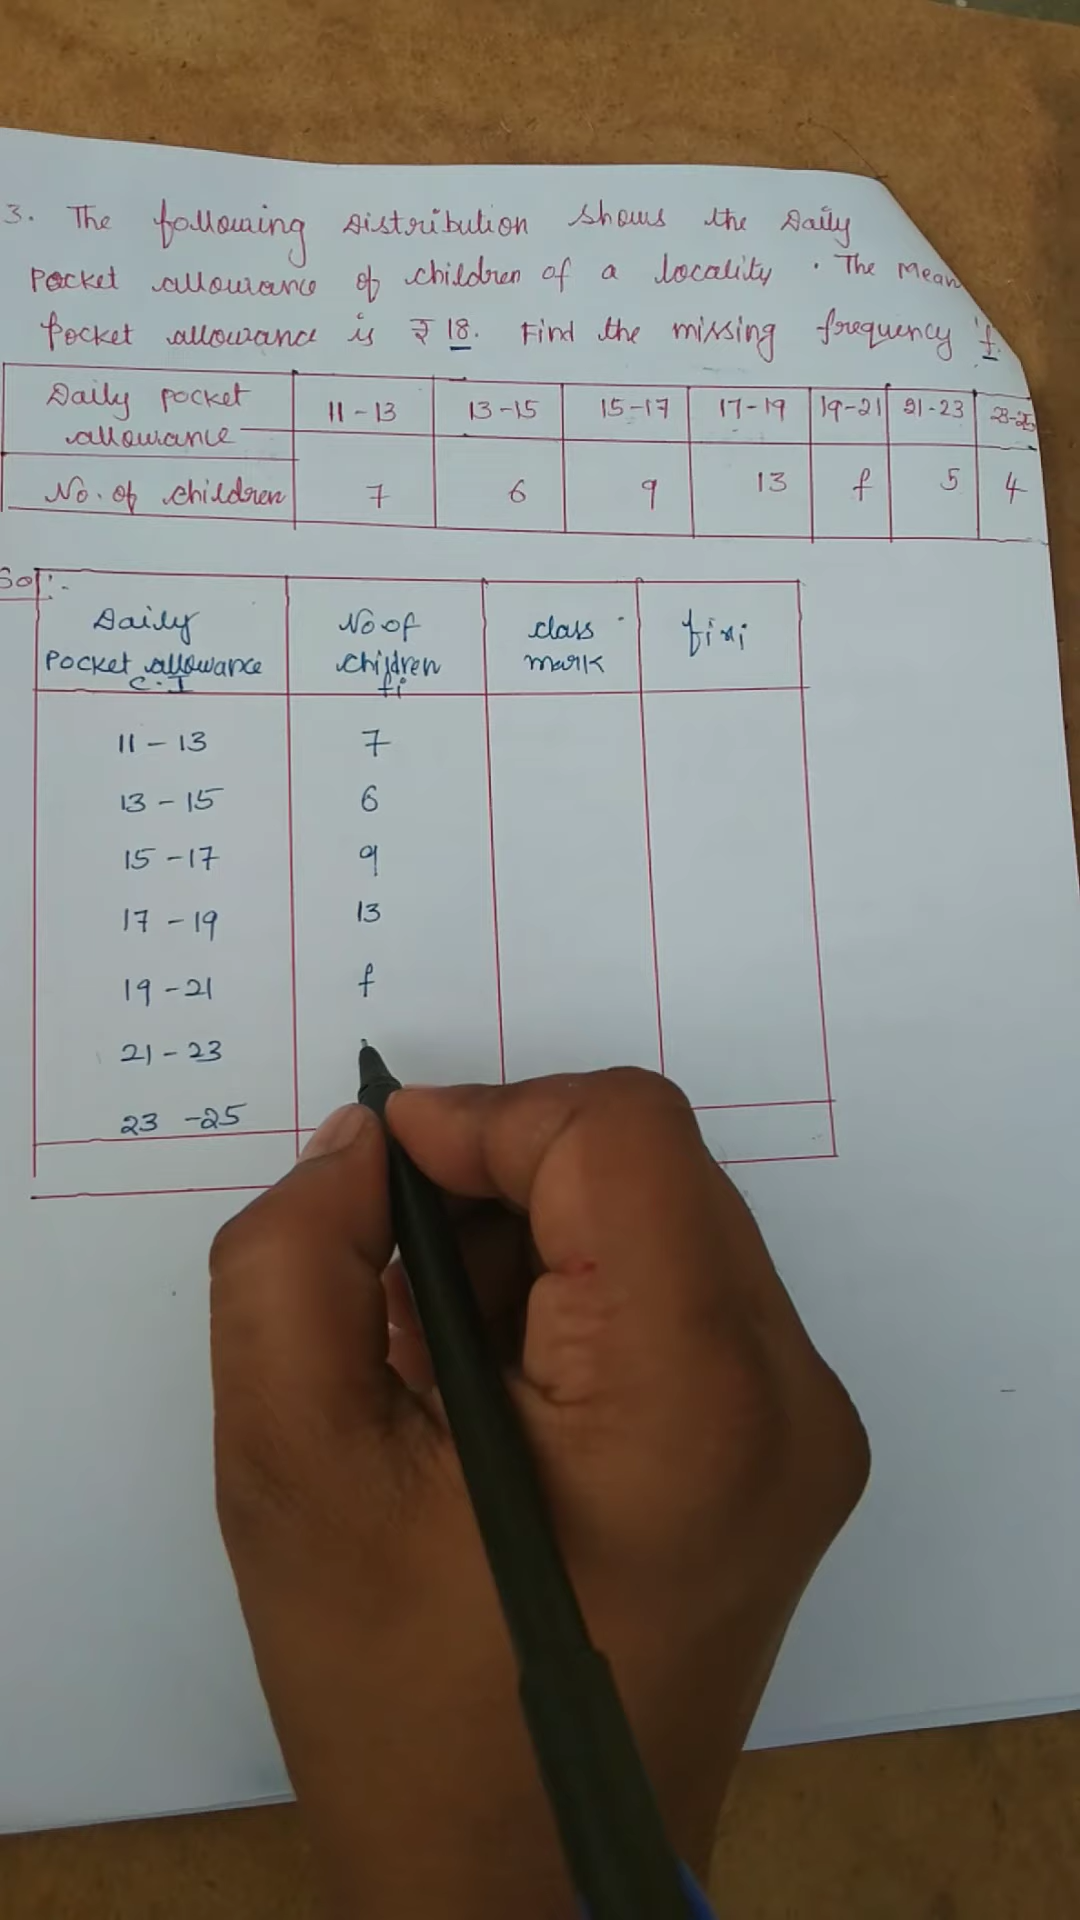 3. The following Distribution shows the Daily
Pocket allowance of children of a locality. The Mean
Pocket allowance is ₹ 18. Find the missing frequency 'f.
Daily pocket allowance 11-13 13-15 15-17 17-19 19-21 21-23 23-25
No. of children 7 6 9 13 f 5 4
Sol:-
Daily Pocket allowance C.I No of children fi class mark fixi
11-13 7
13-15 6
15-17 9
17-19 13
19-21 f
21-23
23-25